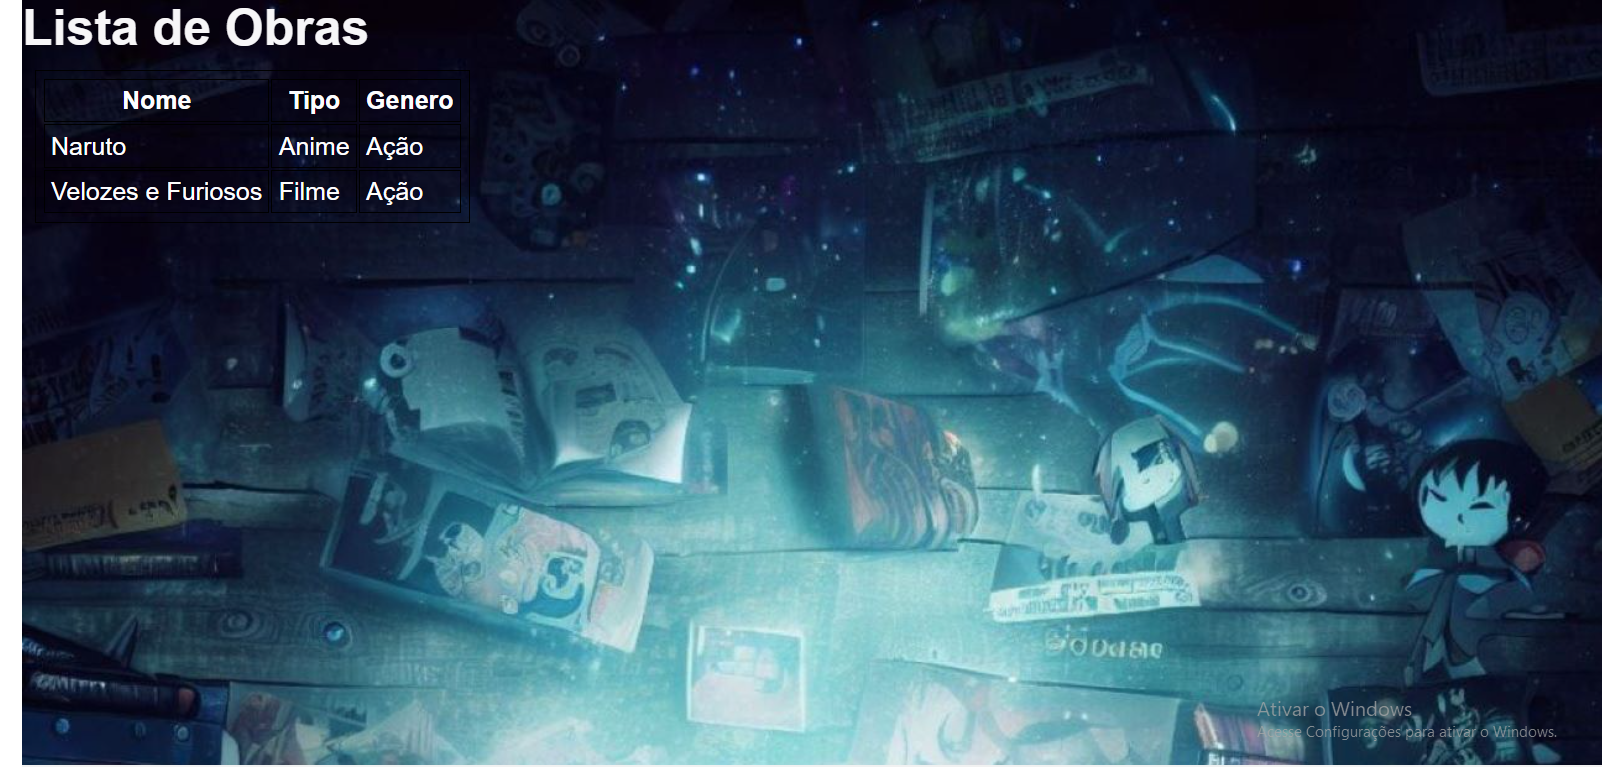 Lista de Obras
Nome Tipo Genero
Naruto Anime Ação
Velozes e Furiosos Filme Ação
Ativar o Windows
Acesse Configurações para ativar o Windows.